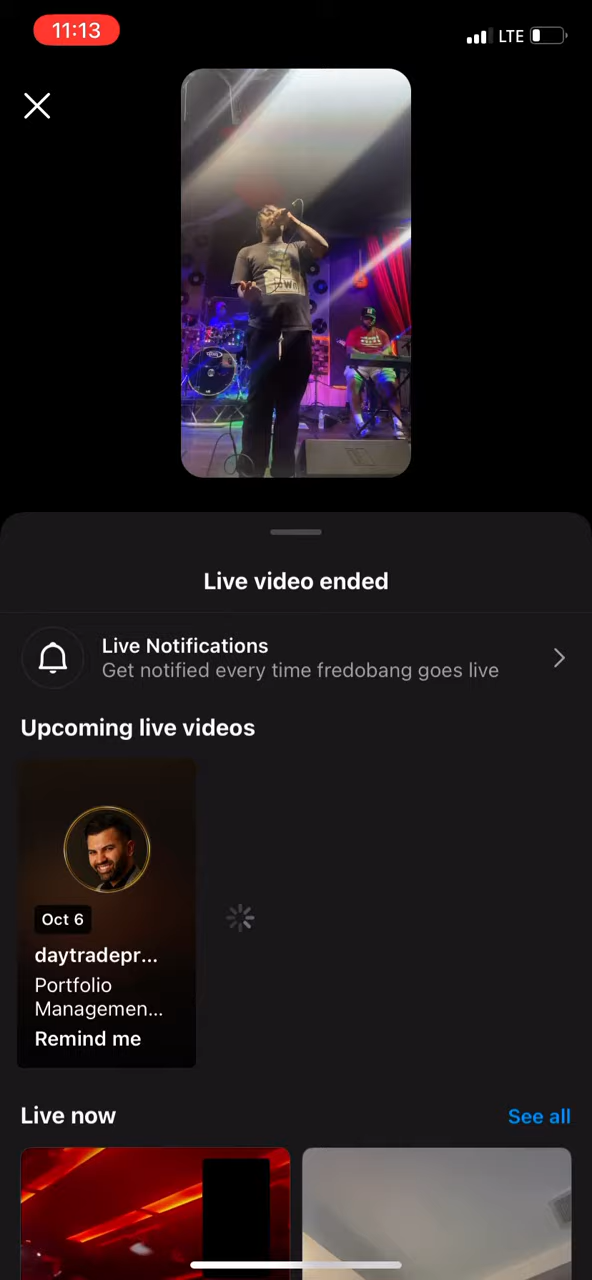 11:13
LTE
Live video ended
Live Notifications
Get notified every time fredobang goes live
Upcoming live videos
Oct 6
daytradepr...
Portfolio
Managemen...
Remind me
Live now
See all